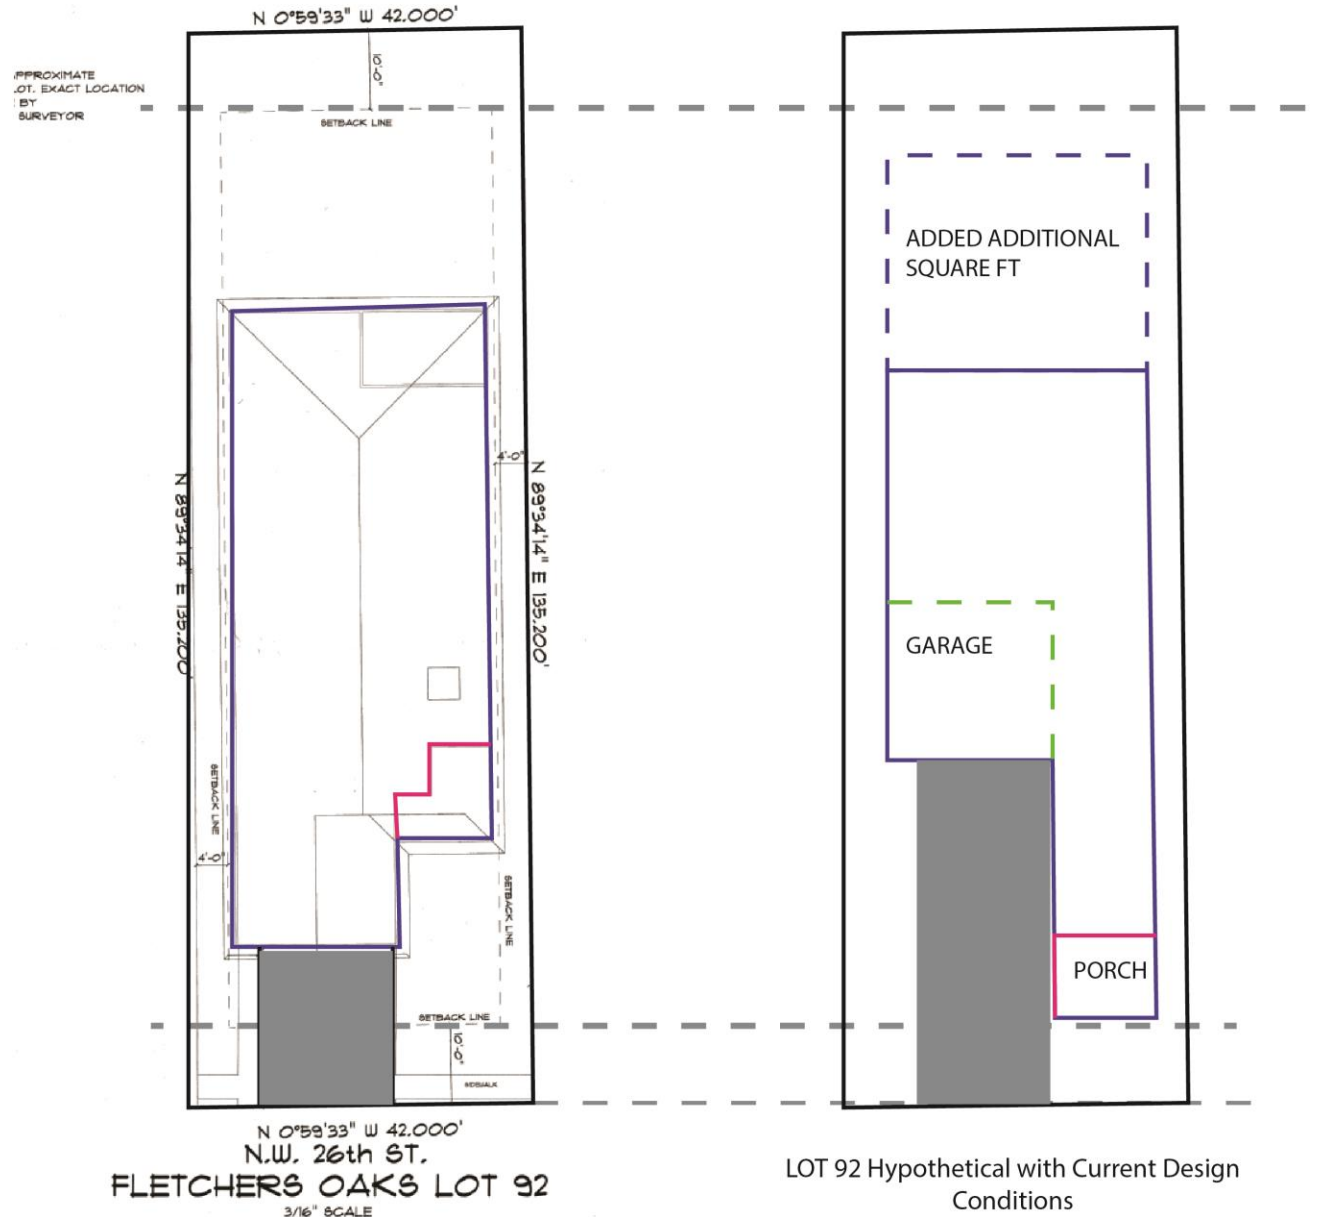 N 0°59'33" W 42.000'
PPROXIMATE
OT. EXACT LOCATION
BY
SURVEYOR
10'-0"
SETBACK LINE
4'-0"
N 89°34'14" E 135.200'
N 89°34'14" E 135.200'
SETBACK LINE
4'-0"
SETBACK LINE
SETBACK LINE
10'-0"
SIDEWALK
N 0°59'33" W 42.000'
N.W. 26th ST.
FLETCHERS OAKS LOT 92
3/16" SCALE
ADDED ADDITIONAL
SQUARE FT
GARAGE
PORCH
LOT 92 Hypothetical with Current Design
Conditions